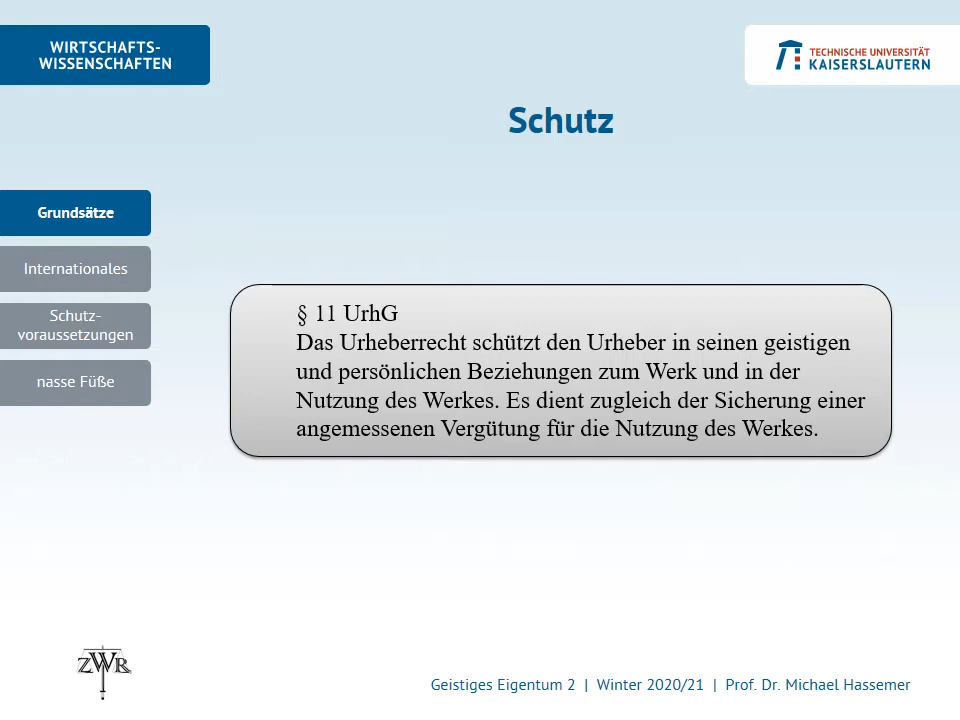 WIRTSCHAFTS-
WISSENSCHAFTEN
TECHNISCHE UNIVERSITÄT
KAISERSLAUTERN
Schutz
Grundsätze
Internationales
Schutz-
voraussetzungen
nasse Füße
§ 11 UrhG
Das Urheberrecht schützt den Urheber in seinen geistigen
und persönlichen Beziehungen zum Werk und in der
Nutzung des Werkes. Es dient zugleich der Sicherung einer
angemessenen Vergütung für die Nutzung des Werkes.
ZWR
Geistiges Eigentum 2 | Winter 2020/21 | Prof. Dr. Michael Hassemer